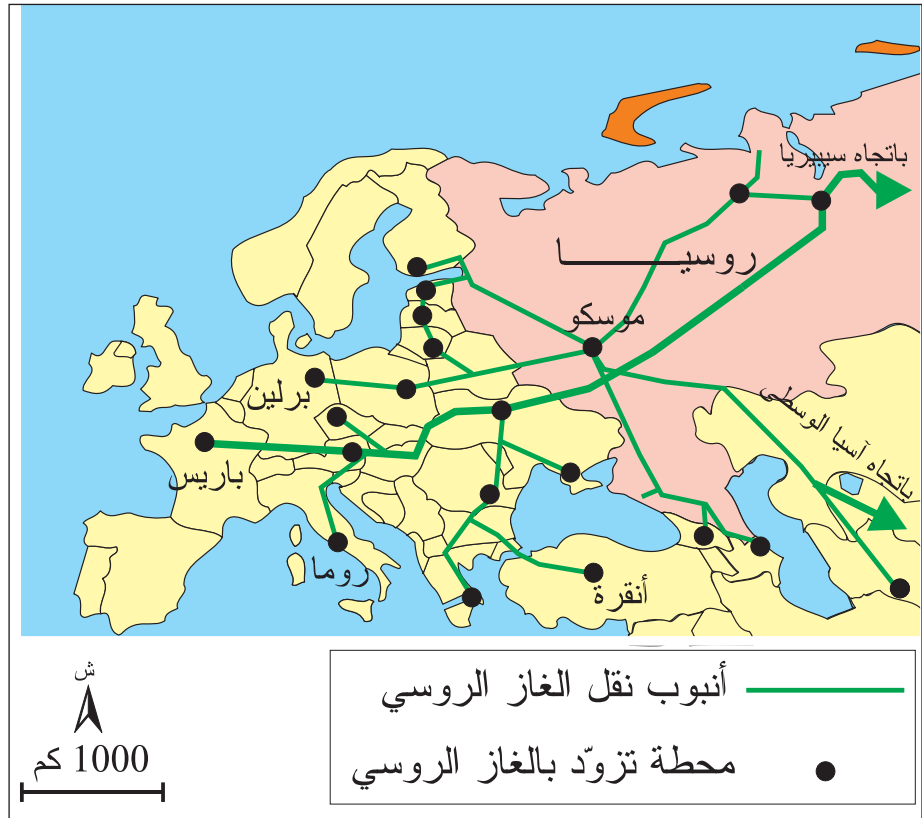 باتجاه سيبيريا
روسيـــــــــا
موسكو
برلين
باتجاه آسيا الوسطى
باريس
روما
أنقرة
ش
1000 كم
أنبوب نقل الغاز الروسي
محطة تزوّد بالغاز الروسي